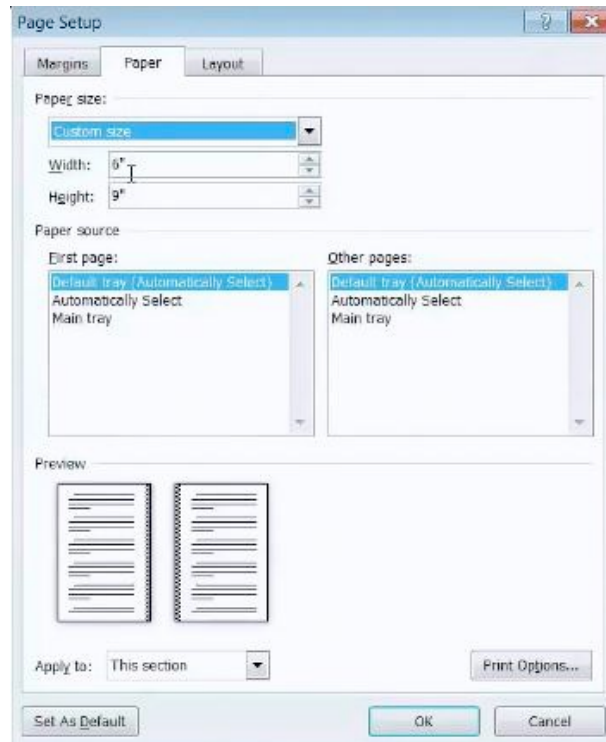 Page Setup
Margins Paper Layout
Paper size:
Custom size
Width: 6"
Height: 9"
Paper source
First page: Other pages:
Default tray (Automatically Select) Default tray (Automatically Select)
Automatically Select Automatically Select
Main tray Main tray
Preview
Apply to: This section Print Options...
Set As Default OK Cancel